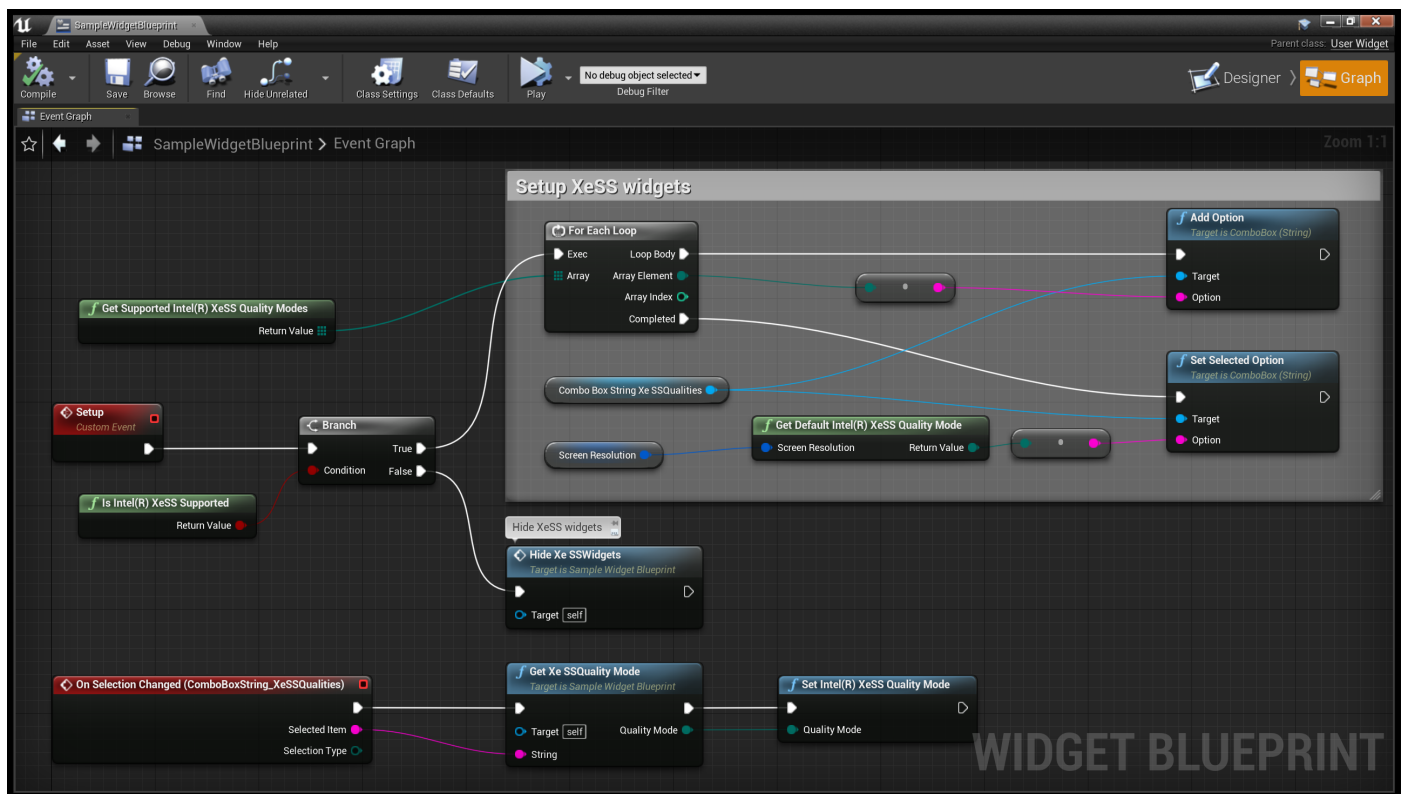 SampleWidgetBlueprint
File Edit Asset View Debug Window Help
Parent class: User Widget
Compile Save Browse Find Hide Unrelated Class Settings Class Defaults Play
No debug object selected
Debug Filter
Designer Graph
Event Graph
SampleWidgetBlueprint > Event Graph
Zoom 1:1
Setup XeSS widgets
For Each Loop
Exec Loop Body
Array Array Element
Array Index
Completed
Add Option
Target is ComboBox (String)
Target
Option
Get Supported Intel(R) XeSS Quality Modes
Return Value
Combo Box String Xe SSQualities
Set Selected Option
Target is ComboBox (String)
Target
Option
Setup
Custom Event
Branch
True
Condition False
Get Default Intel(R) XeSS Quality Mode
Screen Resolution Return Value
Screen Resolution
Is Intel(R) XeSS Supported
Return Value
Hide XeSS widgets
Hide Xe SSWidgets
Target is Sample Widget Blueprint
Target self
On Selection Changed (ComboBoxString_XeSSQualities)
Selected Item
Selection Type
Get Xe SSQuality Mode
Target is Sample Widget Blueprint
Target self Quality Mode
String
Set Intel(R) XeSS Quality Mode
Quality Mode
WIDGET BLUEPRINT